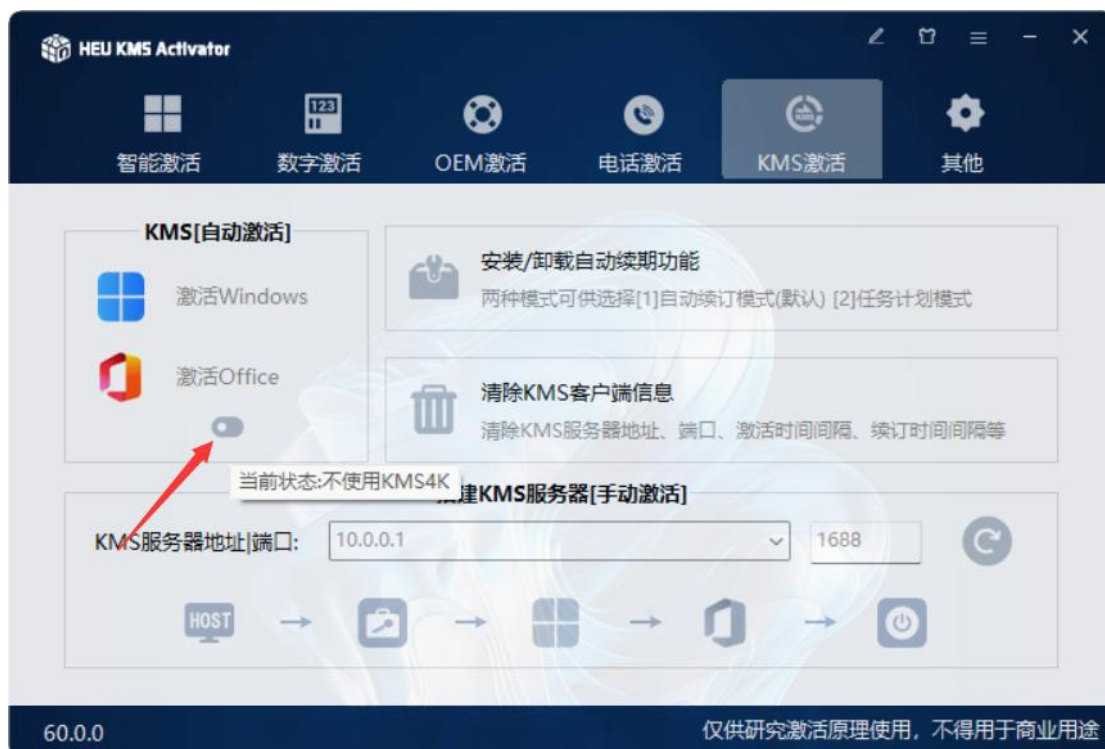 HEU KMS Activator
智能激活
123
数字激活
OEM激活
电话激活
KMS
KMS激活
其他
KMS[自动激活]
激活Windows
激活Office
当前状态:不使用KMS4K
安装/卸载自动续期功能
两种模式可供选择[1]自动续订模式(默认) [2]任务计划模式
清除KMS客户端信息
清除KMS服务器地址、端口、激活时间间隔、续订时间间隔等
建KMS服务器[手动激活]
KMS服务器地址|端口: 10.0.0.1 1688
HOST
60.0.0 仅供研究激活原理使用，不得用于商业用途